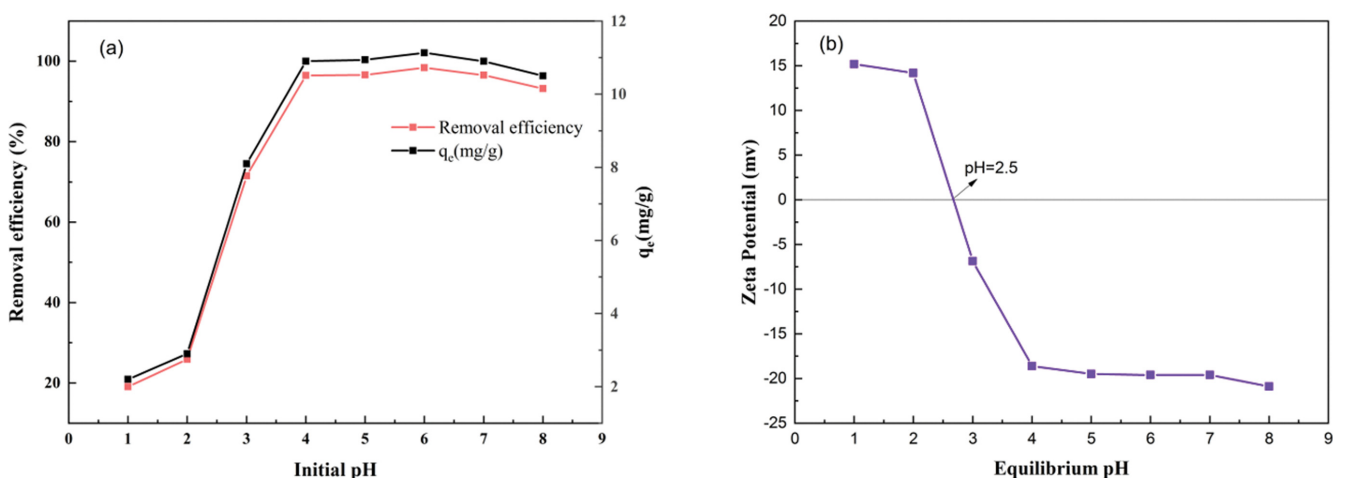 (a)
Removal efficiency (%)
100
80
60
40
20
12
10
8
6
4
2
qe(mg/g)
Removal efficiency
qe(mg/g)
0 1 2 3 4 5 6 7 8 9
Initial pH
(b)
Zeta Potential (mv)
20
15
10
5
0
-5
-10
-15
-20
-25
pH=2.5
0 1 2 3 4 5 6 7 8 9
Equilibrium pH